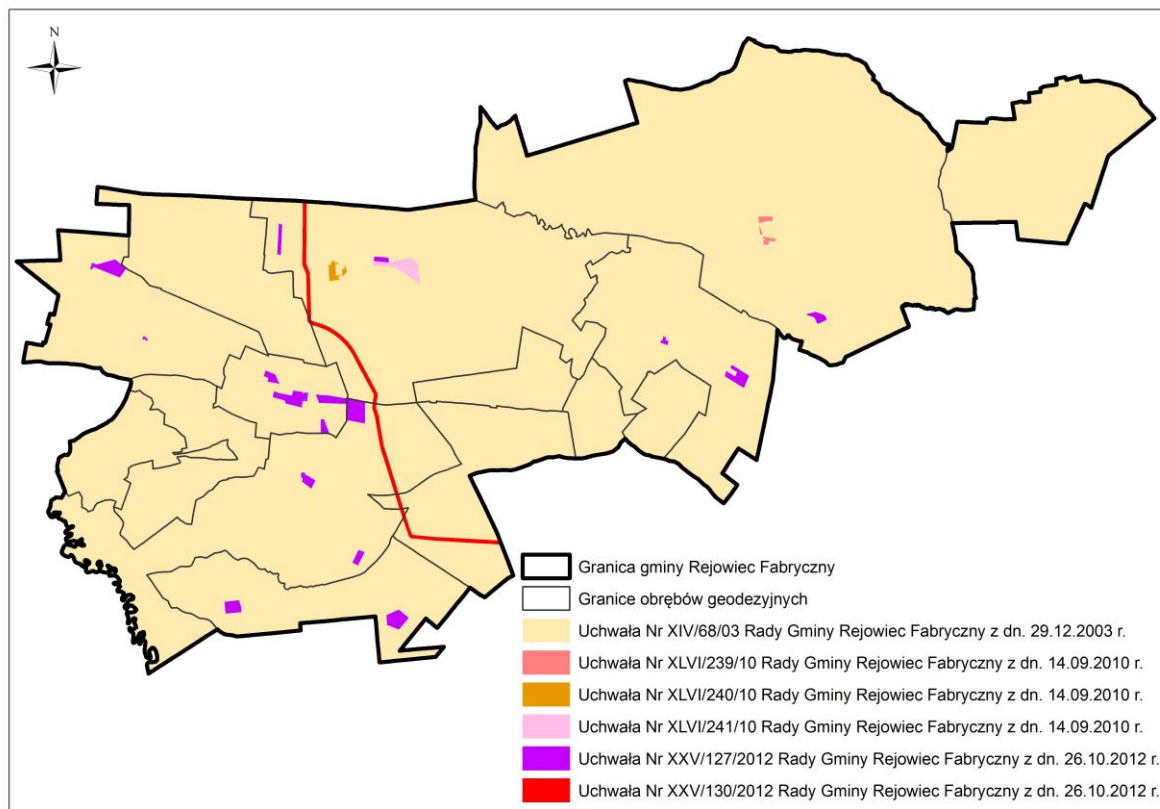 N
Granica gminy Rejowiec Fabryczny
Granice obrębów geodezyjnych
Uchwała Nr XIV/68/03 Rady Gminy Rejowiec Fabryczny z dn. 29.12.2003 r.
Uchwała Nr XLVI/239/10 Rady Gminy Rejowiec Fabryczny z dn. 14.09.2010 r.
Uchwała Nr XLVI/240/10 Rady Gminy Rejowiec Fabryczny z dn. 14.09.2010 r.
Uchwała Nr XLVI/241/10 Rady Gminy Rejowiec Fabryczny z dn. 14.09.2010 r.
Uchwała Nr XXV/127/2012 Rady Gminy Rejowiec Fabryczny z dn. 26.10.2012 r.
Uchwała Nr XXV/130/2012 Rady Gminy Rejowiec Fabryczny z dn. 26.10.2012 r.